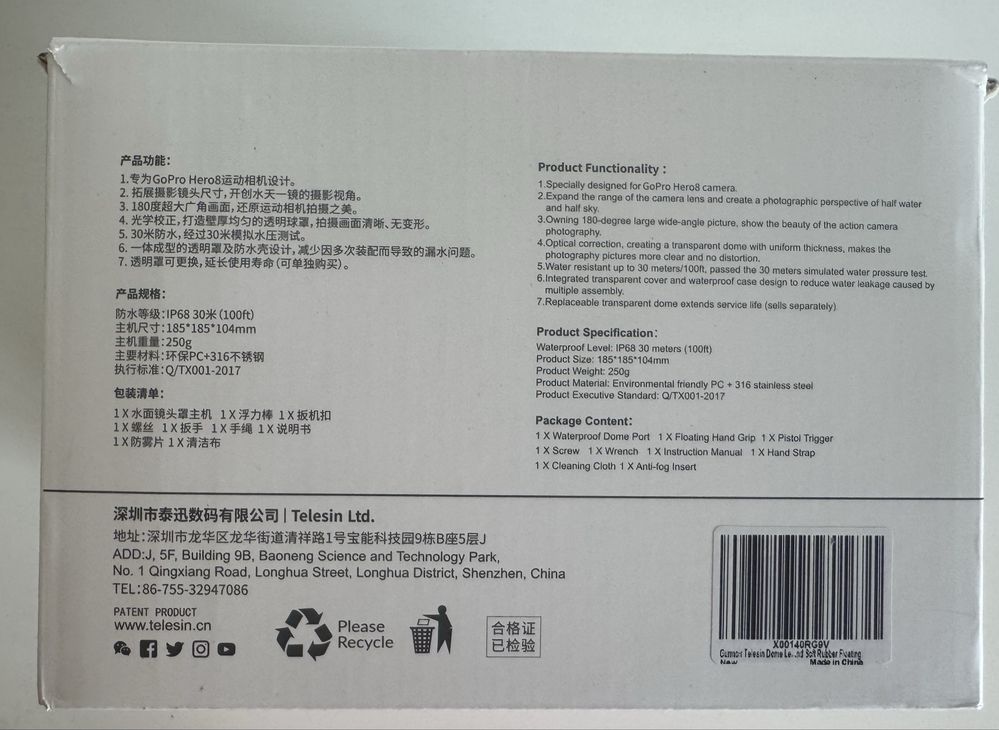 产品功能：
1.专为GoPro Hero8运动相机设计。
2. 拓展摄影镜头尺寸，开创水天一镜的摄影视角。
3. 180度超大广角画面，还原运动相机拍摄之美。
4. 光学校正，打造壁厚均匀的透明球罩，拍摄画面清晰、无变形。
5. 30米防水，经过30米模拟水压测试。
6. 一体成型的透明罩及防水壳设计，减少因多次装配而导致的漏水问题。
7. 透明罩可更换，延长使用寿命（可单独购买）。
产品规格：
防水等级：IP68 30米（100ft）
主机尺寸：185*185*104mm
主机重量：250g
主要材料：环保PC+316不锈钢
执行标准：Q/TX001-2017
包装清单：
1 X 水面镜头罩主机 1 X 浮力棒 1 X 扳机扣
1 X 螺丝 1 X 扳手 1 X 手绳 1 X 说明书
1 X 防雾片 1 X 清洁布
Product Functionality：
1.Specially designed for GoPro Hero8 camera.
2.Expand the range of the camera lens and create a photographic perspective of half water
and half sky.
3.Owning 180-degree large wide-angle picture, show the beauty of the action camera
photography.
4.Optical correction, creating a transparent dome with uniform thickness, makes the
photography pictures more clear and no distortion.
5.Water resistant up to 30 meters/100ft, passed the 30 meters simulated water pressure test.
6.Integrated transparent cover and waterproof case design to reduce water leakage caused by
multiple assembly.
7.Replaceable transparent dome extends service life (sells separately)
Product Specification：
Waterproof Level: IP68 30 meters (100ft)
Product Size: 185*185*104mm
Product Weight: 250g
Product Material: Environmental friendly PC + 316 stainless steel
Product Executive Standard: Q/TX001-2017
Package Content：
1 X Waterproof Dome Port 1 X Floating Hand Grip 1 X Pistol Trigger
1 X Screw 1 X Wrench 1 X Instruction Manual 1 X Hand Strap
1 X Cleaning Cloth 1 X Anti-fog Insert
深圳市泰迅数码有限公司 | Telesin Ltd.
地址：深圳市龙华区龙华街道清祥路1号宝能科技园9栋B座5层J
ADD:J, 5F, Building 9B, Baoneng Science and Technology Park,
No. 1 Qingxiang Road, Longhua Street, Longhua District, Shenzhen, China
TEL：86-755-32947086
PATENT PRODUCT
www.telesin.cn
Please
Recycle
合格证
已检验
X00140RG9V
Telesin Dome Le...nd Soft Rubber Floating
New Made in China